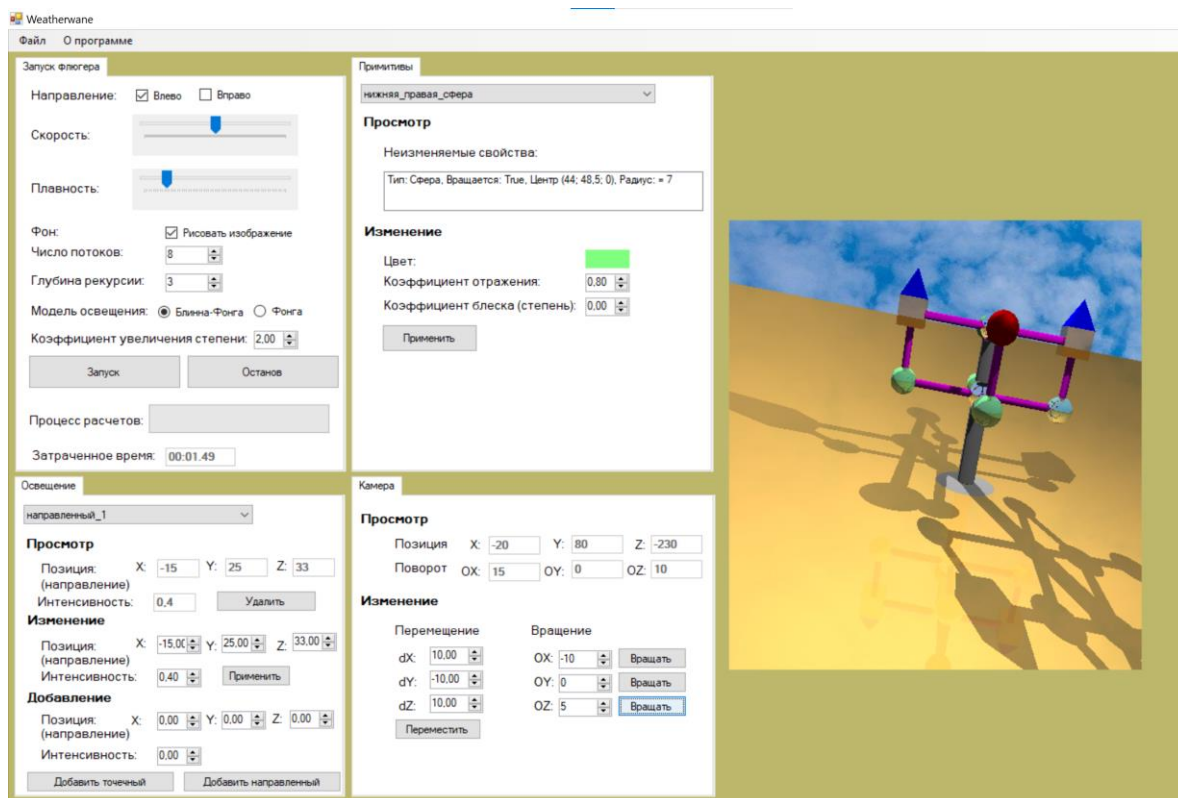 Weatherwane
Файл О программе
Запуск флюгера
Направление: Влево Вправо
Скорость:
Плавность:
Фон: Рисовать изображение
Число потоков: 8
Глубина рекурсии: 3
Модель освещения: Блинна-Фонга Фонга
Коэффициент увеличения степени: 2,00
Запуск Останов
Процесс расчетов:
Затраченное время: 00:01.49
Примитивы
нижняя_правая_сфера
Просмотр
Неизменяемые свойства:
Тип: Сфера, Вращается: True, Центр (44; 48,5; 0), Радиус: = 7
Изменение
Цвет:
Коэффициент отражения: 0,80
Коэффициент блеска (степень): 0,00
Применить
Освещение
направленный_1
Просмотр
Позиция: X: -15 Y: 25 Z: 33
(направление)
Интенсивность: 0,4 Удалить
Изменение
Позиция: X: -15,00 Y: 25,00 Z: 33,00
(направление)
Интенсивность: 0,40 Применить
Добавление
Позиция: X: 0,00 Y: 0,00 Z: 0,00
(направление)
Интенсивность: 0,00
Добавить точечный Добавить направленный
Камера
Просмотр
Позиция X: -20 Y: 80 Z: -230
Поворот OX: 15 OY: 0 OZ: 10
Изменение
Перемещение Вращение
dX: 10,00 OX: -10 Вращать
dY: -10,00 OY: 0 Вращать
dZ: 10,00 OZ: 5 Вращать
Переместить